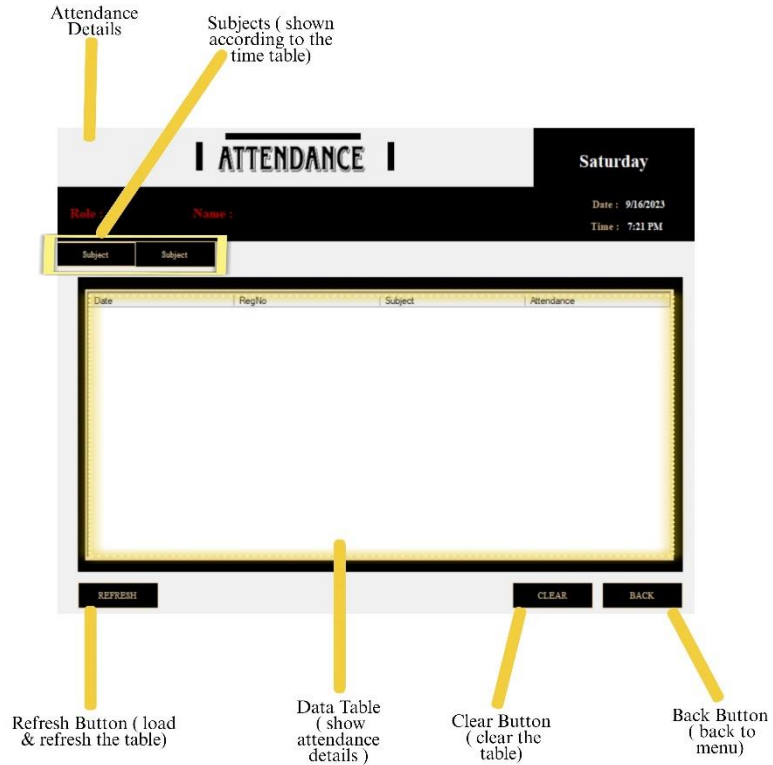 Attendance
Details
Subjects ( shown
according to the
time table)
ATTENDANCE
Saturday
Role :
Name :
Date : 9/16/2023
Time : 7:21 PM
Subject Subject
Date RegNo Subject Attendance
REFRESH CLEAR BACK
Refresh Button ( load
& refresh the table)
Data Table
( show
attendance
details )
Clear Button
( clear the
table)
Back Button
( back to
menu)